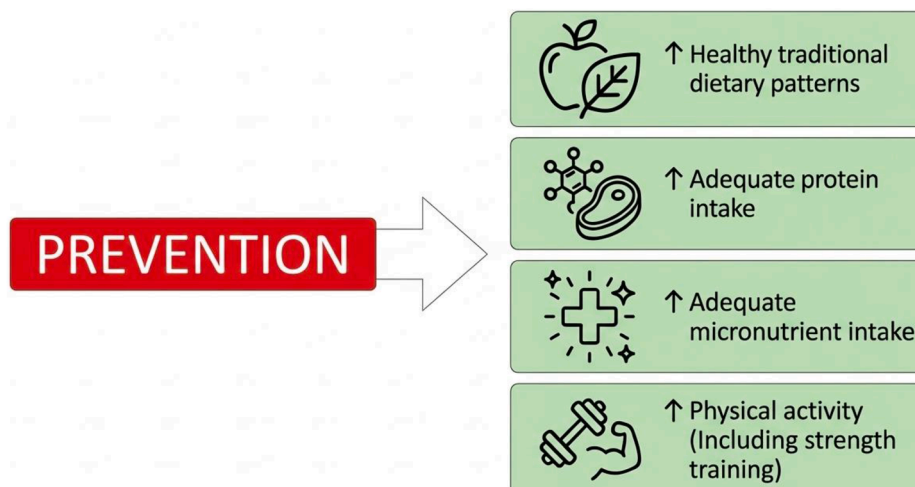 PREVENTION
↑ Healthy traditional
dietary patterns
↑ Adequate protein
intake
↑ Adequate
micronutrient intake
↑ Physical activity
(Including strength
training)